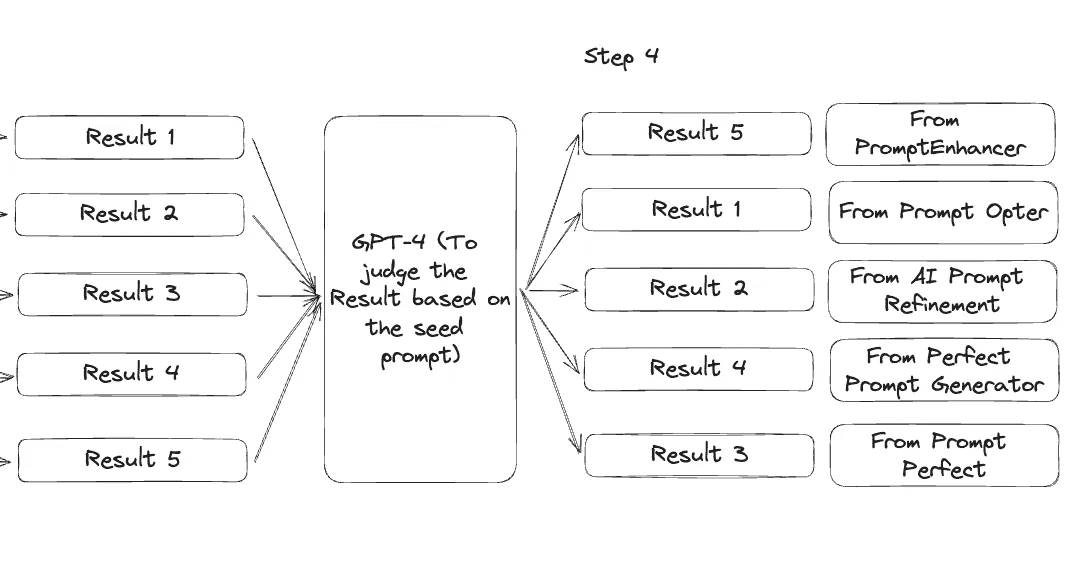 Step 4
Result 1
Result 2
Result 3
Result 4
Result 5
GPT-4 (To
judge the
Result based on
the seed
prompt)
Result 5
From
PromptEnhancer
Result 1
From Prompt Opter
Result 2
From AI Prompt
Refinement
Result 4
From Perfect
Prompt Generator
Result 3
From Prompt
Perfect